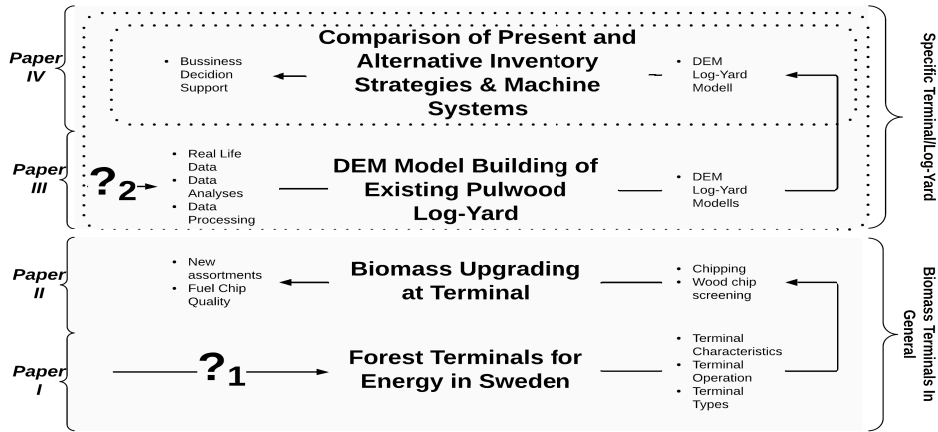 Paper
IV
• Bussiness
Decidion
Support
Comparison of Present and
Alternative Inventory
Strategies & Machine
Systems
• DEM
Log-Yard
Modell
Specific Terminal/Log-Yard
Paper
III
?2
• Real Life
Data
• Data
Analyses
• Data
Processing
DEM Model Building of
Existing Pulwood
Log-Yard
• DEM
Log-Yard
Modells
Paper
II
• New
assortments
• Fuel Chip
Quality
Biomass Upgrading
at Terminal
• Chipping
• Wood chip
screening
Biomass Terminals In
General
Paper
I
?1
Forest Terminals for
Energy in Sweden
• Terminal
Characteristics
• Terminal
Operation
• Terminal
Types